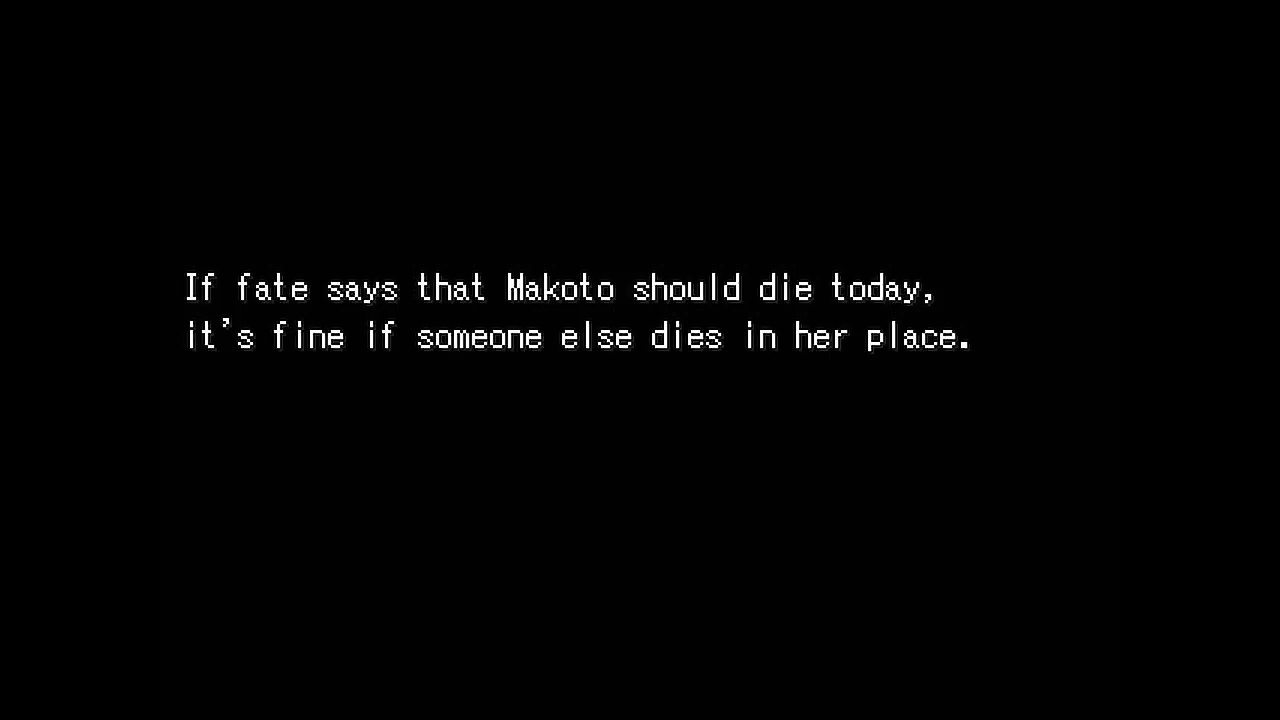 If fate says that Makoto should die today,
it's fine if someone else dies in her place.